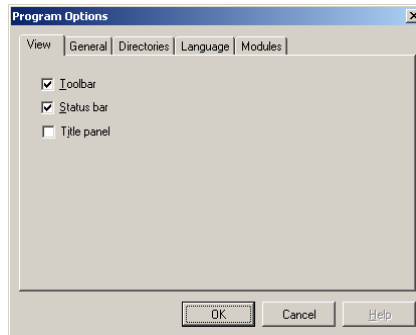 Program Options
View General Directories Language Modules
Toolbar
Status bar
Title panel
OK Cancel Help